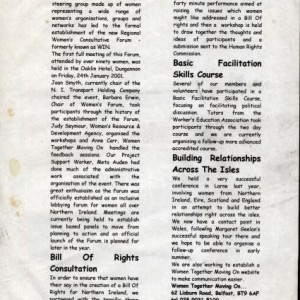 steering group made up of women
representing a wide range of
women's organisations, groups and
networks has led to the formal
establishment of the new Regional
Women's Consultative Forum -
formerly known as WIN.
The first full meeting of this Forum,
attended by over ninety women, was
held in the Oaklin Hotel, Dungannon
on Friday, 24th January 2001.
Joan Smyth, currently Chair of the
N. I. Transport Holding Company
chaired the event, Barbara Erwin,
Chair of Women's Forum, took
participants through the history of
the establishment of the Forum,
Judy Seymour, Women's Resource &
Development Agency, organised the
workshops and Anne Carr, Women
Together Moving On handled the
feedback sessions. Our Project
Support Worker, Meta Auden had
much done of the administrative
work associated with the
organisation of the event. There was
great enthusiasm as the Forum was
officially established as an inclusive
lobbying forum for women all over
Northern Ireland. Meetings are
currently being held to establish
issue based panels to move from
planning to action and an official
launch of the Forum is planned for
later in the year.
Bill Of Rights
Consultation
In order to ensure that women have
their say in the creation of a Bill Of
Rights for Northern Ireland, we
forty minute performance aimed at
raising the issues which women
might like addressed in a Bill Of
Rights and then a workshop is held
to draw together the thoughts and
ideas of participants and a
submission sent to the Human Rights
Commission.
Basic Facilitation
Skills Course
Several of our members and
volunteers have participated in a
Basic Facilitation Skills Course,
focusing on facilitating political
discussion. Tutors from the
Worker's Education Association took
participants through the two day
course and we are currently
organising a follow-up more advanced
accredited course.
Building Relationships
Across The Isles
We held a very successful
conference in Larne last year,
involving women from Northern
Ireland, Eire, Scotland and England
in an attempt to build better
relationships right across the isles.
We now have a contact point in
Wales, following Margaret Geelan's
successful speaking tour there and
we hope to be able to organise a
follow-up conference in early
summer.
We are also working to establish a
Women Together Moving On website
to make communication easier.
Women Together Moving On
62 Lisburn Road, Belfast, BT9 6AF